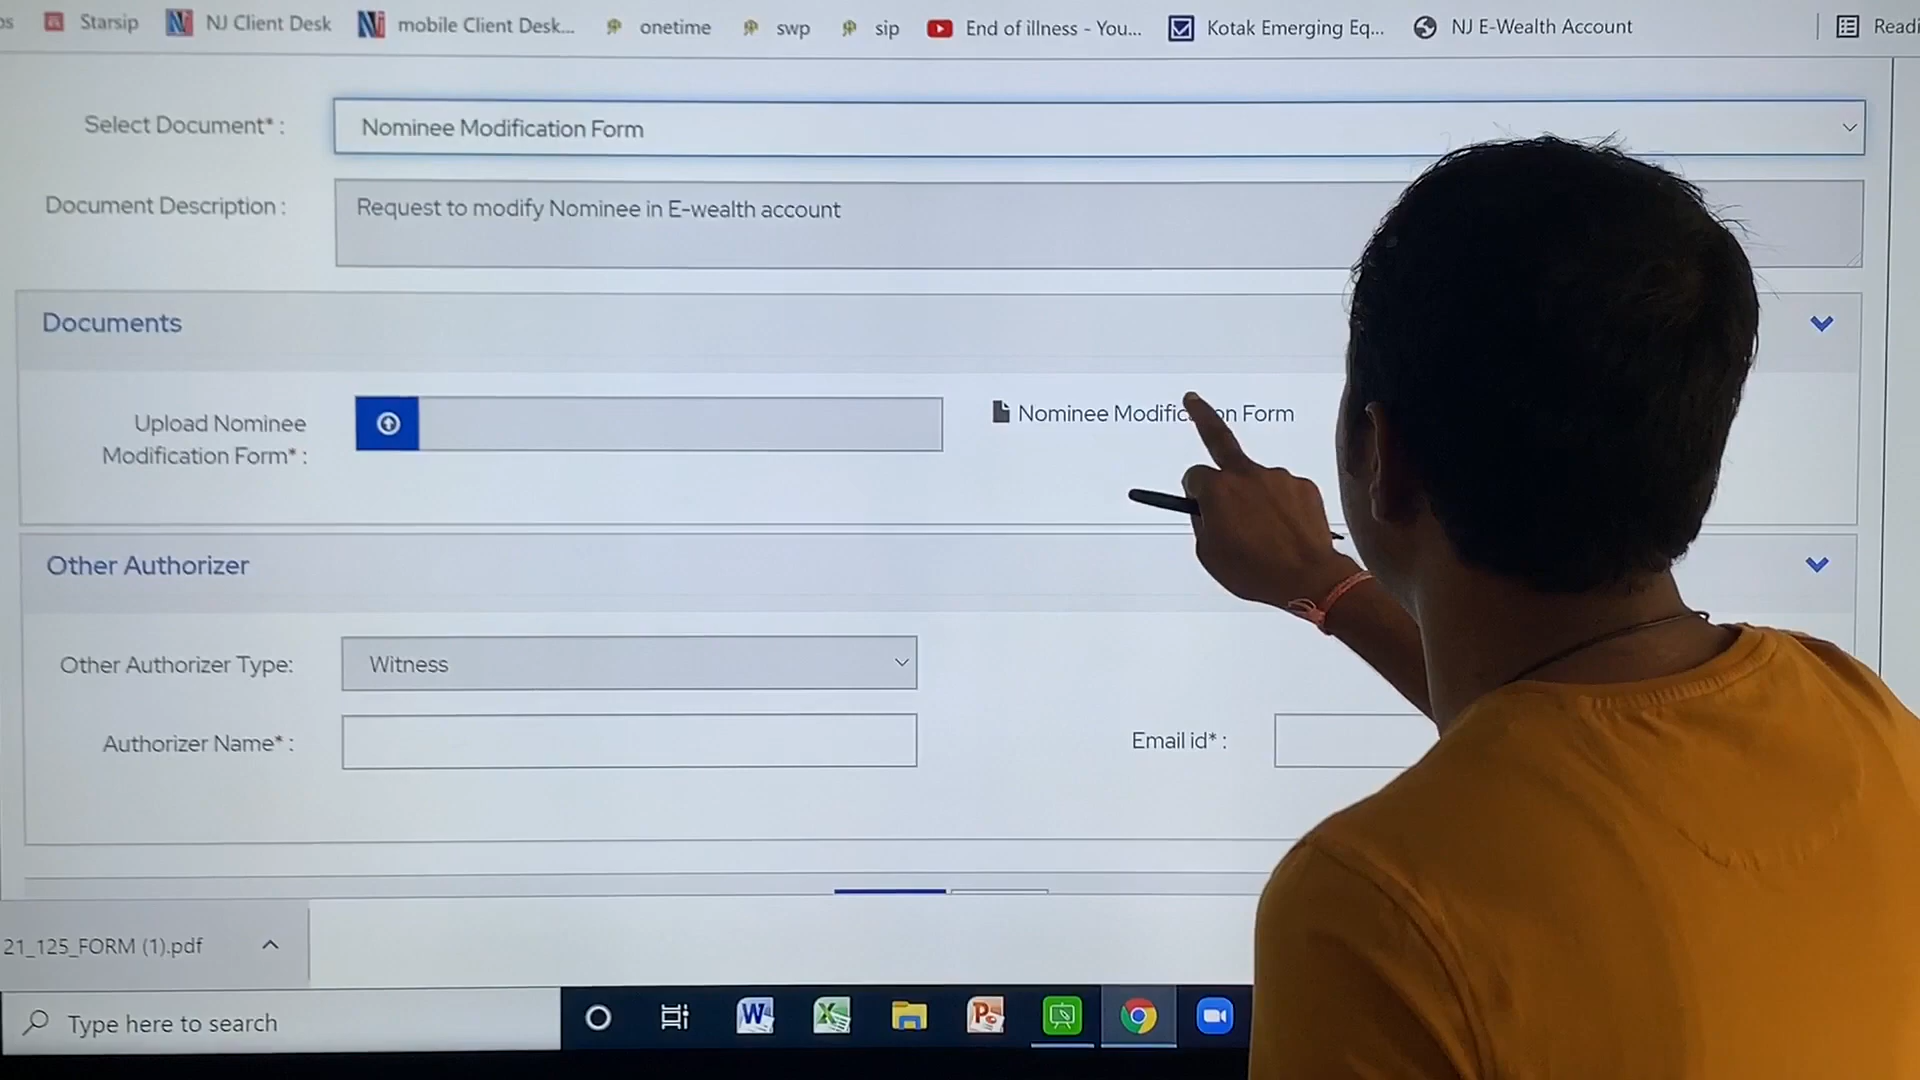 Starsip NJ Client Desk mobile Client Desk... onetime swp sip End of illness - You... Kotak Emerging Eq... NJ E-Wealth Account
Select Document* : Nominee Modification Form
Document Description : Request to modify Nominee in E-wealth account
Documents
Upload Nominee
Modification Form* :
Nominee Modific on Form
Other Authorizer
Other Authorizer Type: Witness
Authorizer Name* : Email id* :
21_125_FORM (1).pdf
Type here to search